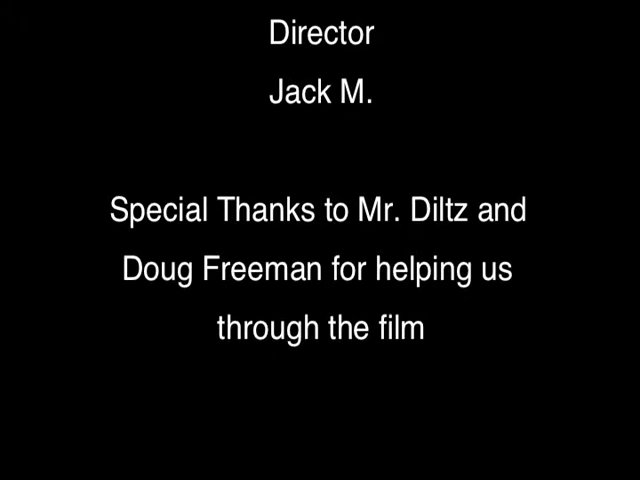 Director
Jack M.
Special Thanks to Mr. Diltz and
Doug Freeman for helping us
through the film